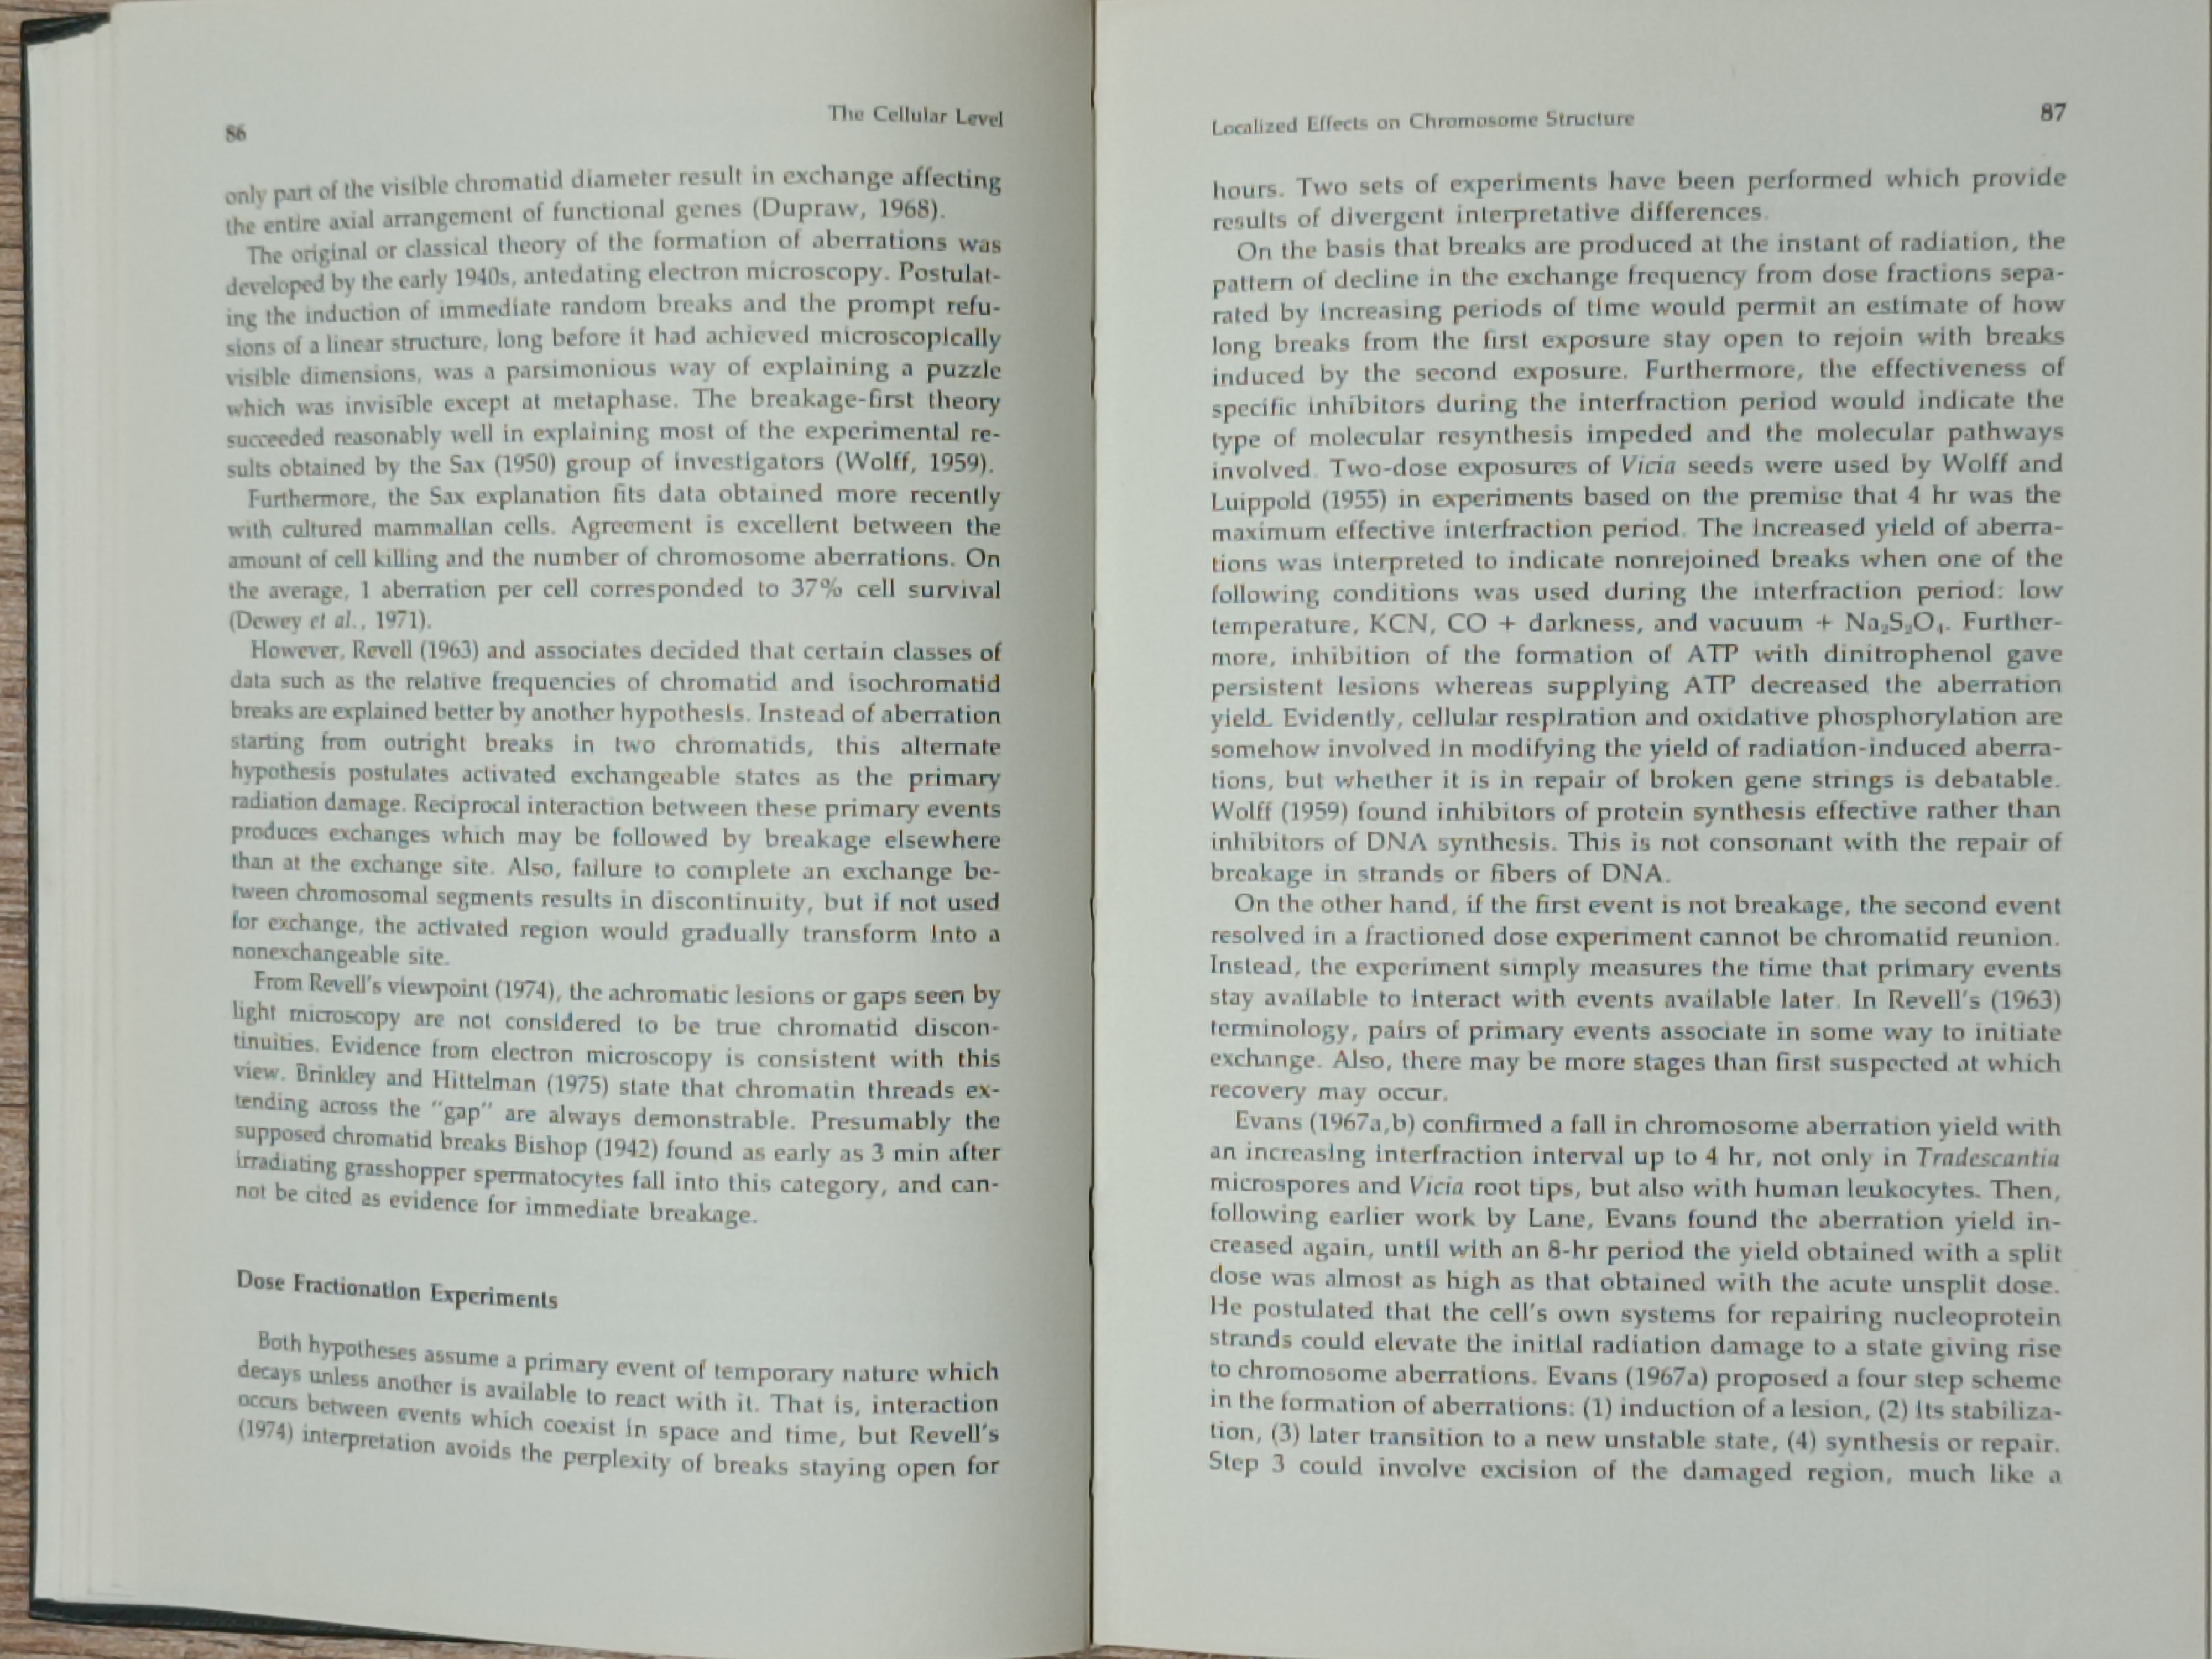 86
The Cellular Level
only part of the visible chromatid diameter result in exchange affecting
the entire axial arrangement of functional genes (Dupraw, 1968).
The original or classical theory of the formation of aberrations was
developed by the early 1940s, antedating electron microscopy. Postulat-
ing the induction of immediate random breaks and the prompt refu-
sions of a linear structure, long before it had achieved microscopically
visible dimensions, was a parsimonious way of explaining a puzzle
which was invisible except at metaphase. The breakage-first theory
succeeded reasonably well in explaining most of the experimental re-
sults obtained by the Sax (1950) group of investigators (Wolff, 1959).
Furthermore, the Sax explanation fits data obtained more recently
with cultured mammalian cells. Agreement is excellent between the
amount of cell killing and the number of chromosome aberrations. On
the average, 1 aberration per cell corresponded to 37% cell survival
(Dewey et al., 1971).
However, Revell (1963) and associates decided that certain classes of
data such as the relative frequencies of chromatid and isochromatid
breaks are explained better by another hypothesis. Instead of aberration
starting from outright breaks in two chromatids, this alternate
hypothesis postulates activated exchangeable states as the primary
radiation damage. Reciprocal interaction between these primary events
produces exchanges which may be followed by breakage elsewhere
than at the exchange site. Also, failure to complete an exchange be-
tween chromosomal segments results in discontinuity, but if not used
for exchange, the activated region would gradually transform into a
nonexchangeable site.
From Revell's viewpoint (1974), the achromatic lesions or gaps seen by
light microscopy are not considered to be true chromatid discon-
tinuities. Evidence from electron microscopy is consistent with this
view. Brinkley and Hittelman (1975) state that chromatin threads ex-
tending across the "gap" are always demonstrable. Presumably the
supposed chromatid breaks Bishop (1942) found as early as 3 min after
irradiating grasshopper spermatocytes fall into this category, and can-
not be cited as evidence for immediate breakage.
Dose Fractionation Experiments
Both hypotheses assume a primary event of temporary nature which
decays unless another is available to react with it. That is, interaction
occurs between events which coexist in space and time, but Revell's
(1974) interpretation avoids the perplexity of breaks staying open for
Localized Effects on Chromosome Structure
87
hours. Two sets of experiments have been performed which provide
results of divergent interpretative differences.
On the basis that breaks are produced at the instant of radiation, the
pattern of decline in the exchange frequency from dose fractions sepa-
rated by increasing periods of time would permit an estimate of how
long breaks from the first exposure stay open to rejoin with breaks
induced by the second exposure. Furthermore, the effectiveness of
specific inhibitors during the interfraction period would indicate the
type of molecular resynthesis impeded and the molecular pathways
involved. Two-dose exposures of Vicia seeds were used by Wolff and
Luippold (1955) in experiments based on the premise that 4 hr was the
maximum effective interfraction period. The increased yield of aberra-
tions was interpreted to indicate nonrejoined breaks when one of the
following conditions was used during the interfraction period: low
temperature, KCN, CO + darkness, and vacuum + Na₂S₂O₄. Further-
more, inhibition of the formation of ATP with dinitrophenol gave
persistent lesions whereas supplying ATP decreased the aberration
yield. Evidently, cellular respiration and oxidative phosphorylation are
somehow involved in modifying the yield of radiation-induced aberra-
tions, but whether it is in repair of broken gene strings is debatable.
Wolff (1959) found inhibitors of protein synthesis effective rather than
inhibitors of DNA synthesis. This is not consonant with the repair of
breakage in strands or fibers of DNA.
On the other hand, if the first event is not breakage, the second event
resolved in a fractioned dose experiment cannot be chromatid reunion.
Instead, the experiment simply measures the time that primary events
stay available to interact with events available later. In Revell's (1963)
terminology, pairs of primary events associate in some way to initiate
exchange. Also, there may be more stages than first suspected at which
recovery may occur.
Evans (1967a,b) confirmed a fall in chromosome aberration yield with
an increasing interfraction interval up to 4 hr, not only in Tradescantia
microspores and Vicia root tips, but also with human leukocytes. Then,
following earlier work by Lane, Evans found the aberration yield in-
creased again, until with an 8-hr period the yield obtained with a split
dose was almost as high as that obtained with the acute unsplit dose.
He postulated that the cell's own systems for repairing nucleoprotein
strands could elevate the initial radiation damage to a state giving rise
to chromosome aberrations. Evans (1967a) proposed a four step scheme
in the formation of aberrations: (1) induction of a lesion, (2) its stabiliza-
tion, (3) later transition to a new unstable state, (4) synthesis or repair.
Step 3 could involve excision of the damaged region, much like a